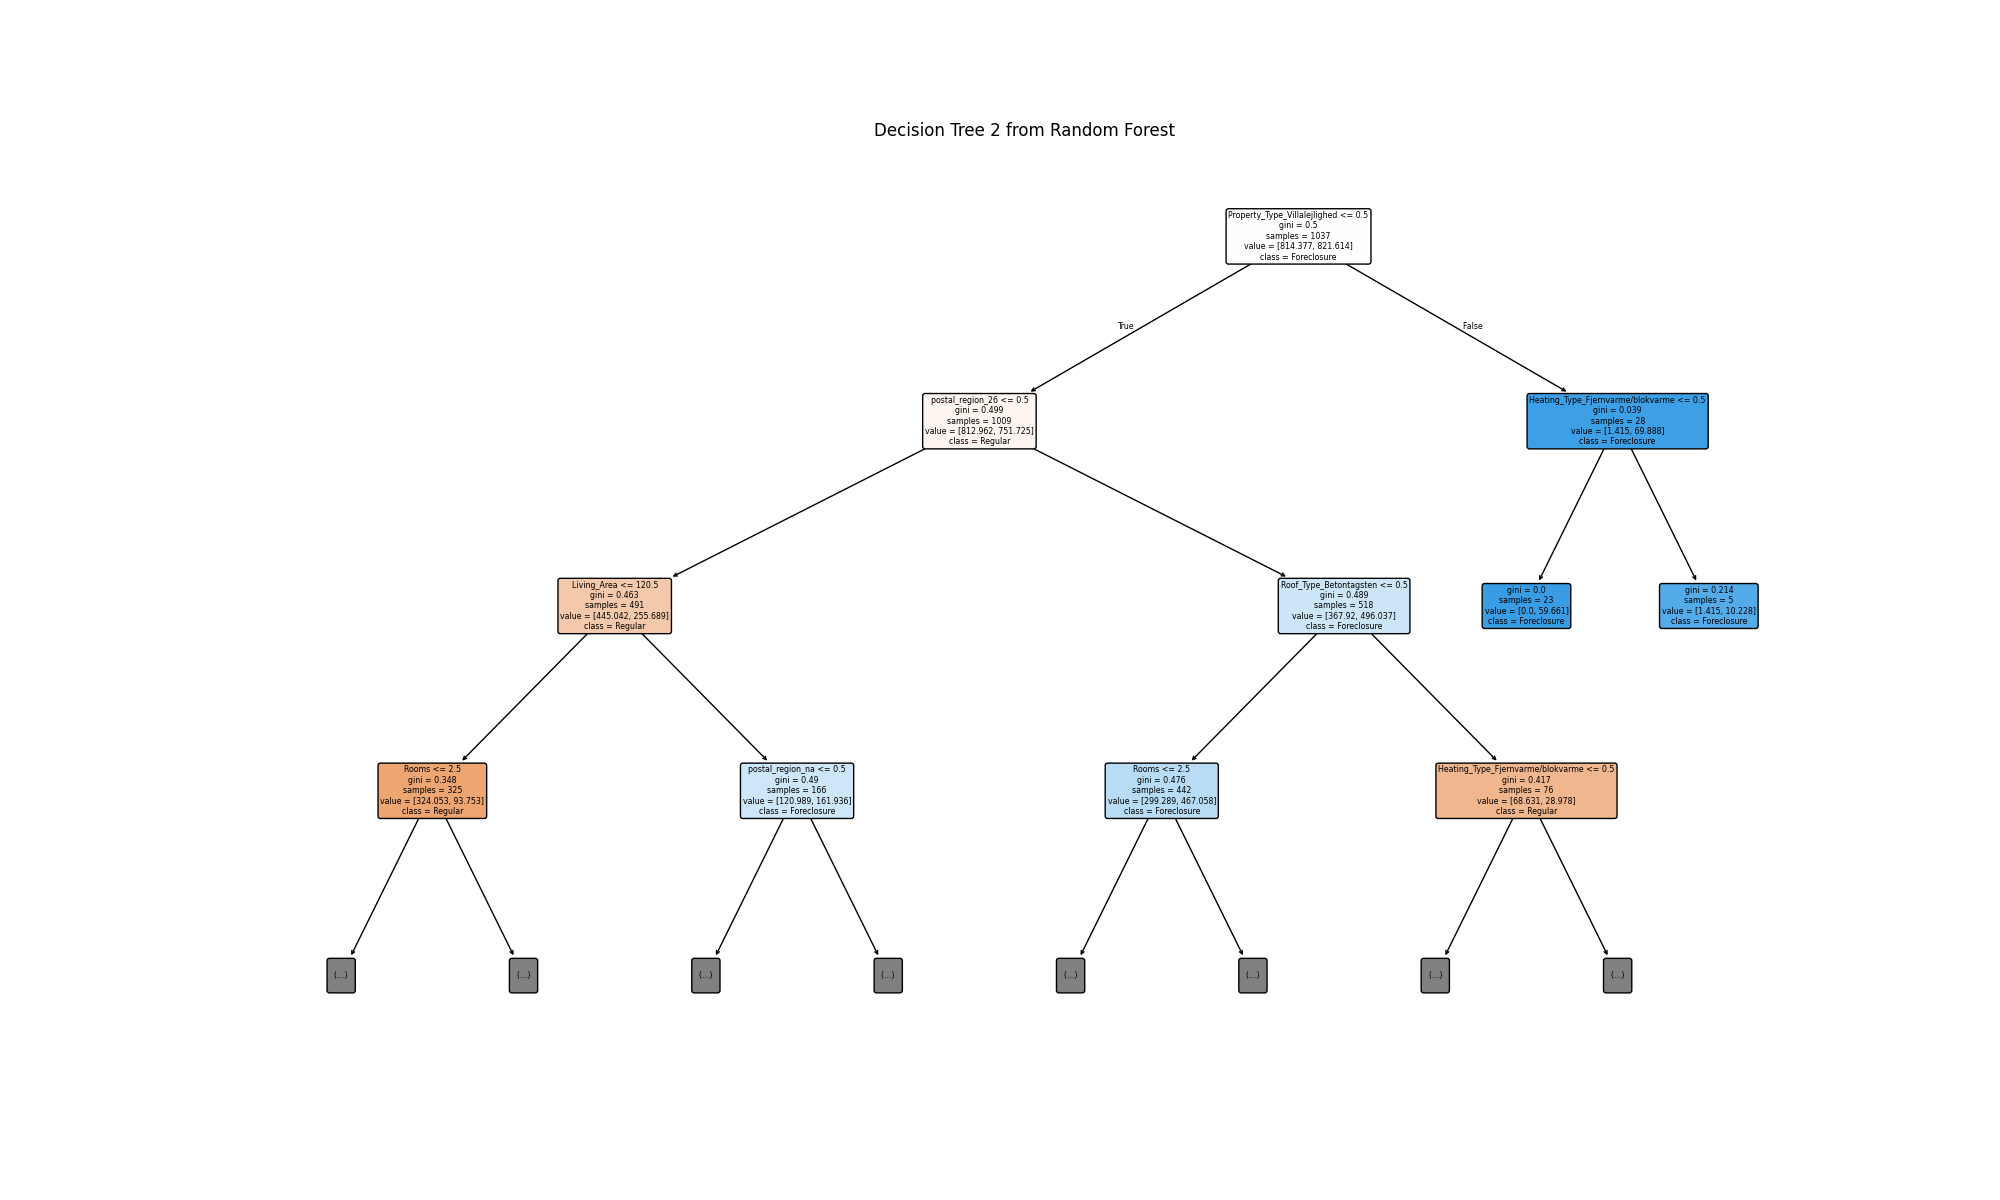 Decision Tree 2 from Random Forest
Property_Type_Villalejlighed <= 0.5
gini = 0.5
samples = 1037
value = [814.377, 821.614]
class = Foreclosure
True
False
postal_region_26 <= 0.5
gini = 0.499
samples = 1009
value = [812.962, 751.725]
class = Regular
Heating_Type_Fjernvarme/blokvarme <= 0.5
gini = 0.039
samples = 28
value = [1.415, 69.888]
class = Foreclosure
Living_Area <= 120.5
gini = 0.463
samples = 491
value = [445.042, 255.689]
class = Regular
Roof_Type_Betontagsten <= 0.5
gini = 0.489
samples = 518
value = [367.92, 496.037]
class = Foreclosure
gini = 0.0
samples = 23
value = [0.0, 59.661]
class = Foreclosure
gini = 0.214
samples = 5
value = [1.415, 10.228]
class = Foreclosure
Rooms <= 2.5
gini = 0.348
samples = 325
value = [324.053, 93.753]
class = Regular
postal_region_na <= 0.5
gini = 0.49
samples = 166
value = [120.989, 161.936]
class = Foreclosure
Rooms <= 2.5
gini = 0.476
samples = 442
value = [299.289, 467.058]
class = Foreclosure
Heating_Type_Fjernvarme/blokvarme <= 0.5
gini = 0.417
samples = 76
value = [68.631, 28.978]
class = Regular
(...)
(...)
(...)
(...)
(...)
(...)
(...)
(...)